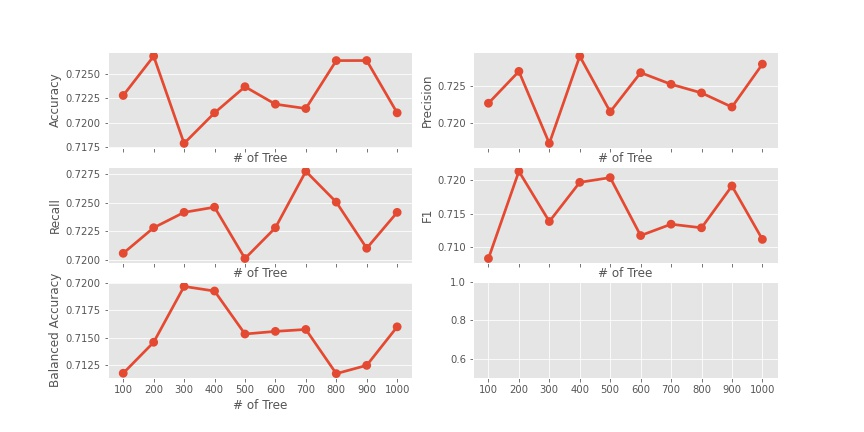 Accuracy
0.7250
0.7225
0.7200
0.7175
# of Tree
Precision
0.725
0.720
# of Tree
Recall
0.7275
0.7250
0.7225
0.7200
# of Tree
F1
0.720
0.715
0.710
# of Tree
Balanced Accuracy
0.7200
0.7175
0.7150
0.7125
100 200 300 400 500 600 700 800 900 1000
# of Tree
1.0
0.8
0.6
100 200 300 400 500 600 700 800 900 1000